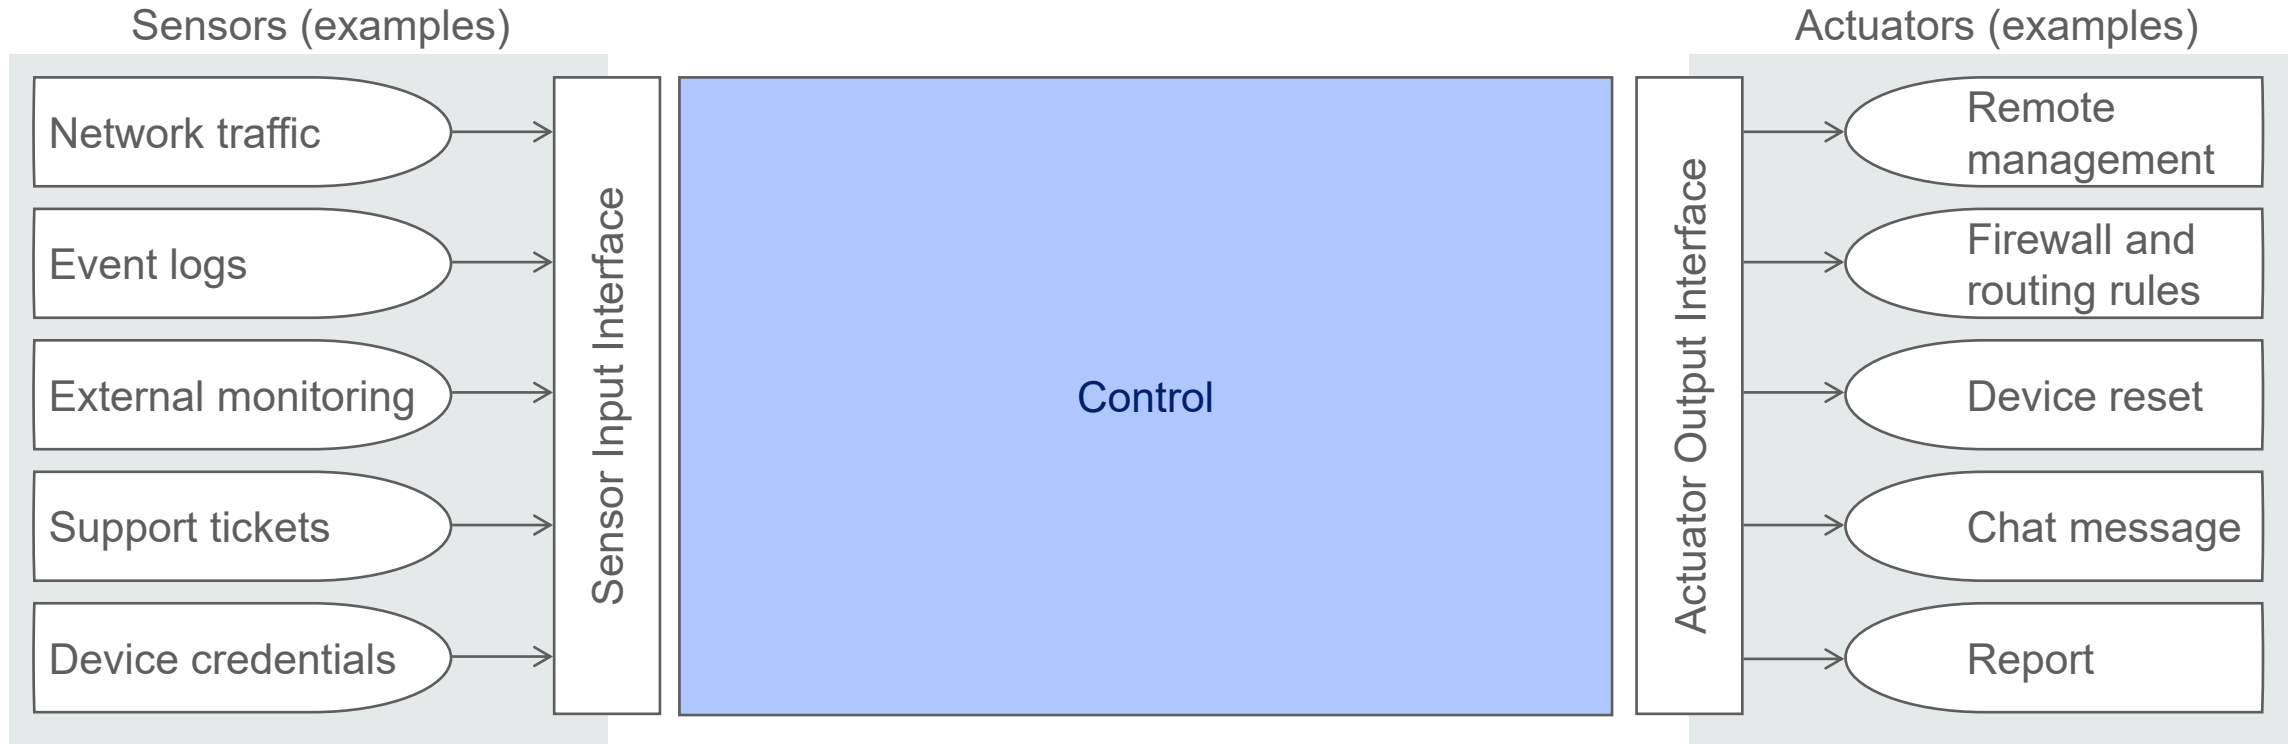 Sensors (examples)
Network traffic
Event logs
External monitoring
Support tickets
Device credentials
Sensor Input Interface
Control
Actuator Output Interface
Actuators (examples)
Remote
management
Firewall and
routing rules
Device reset
Chat message
Report